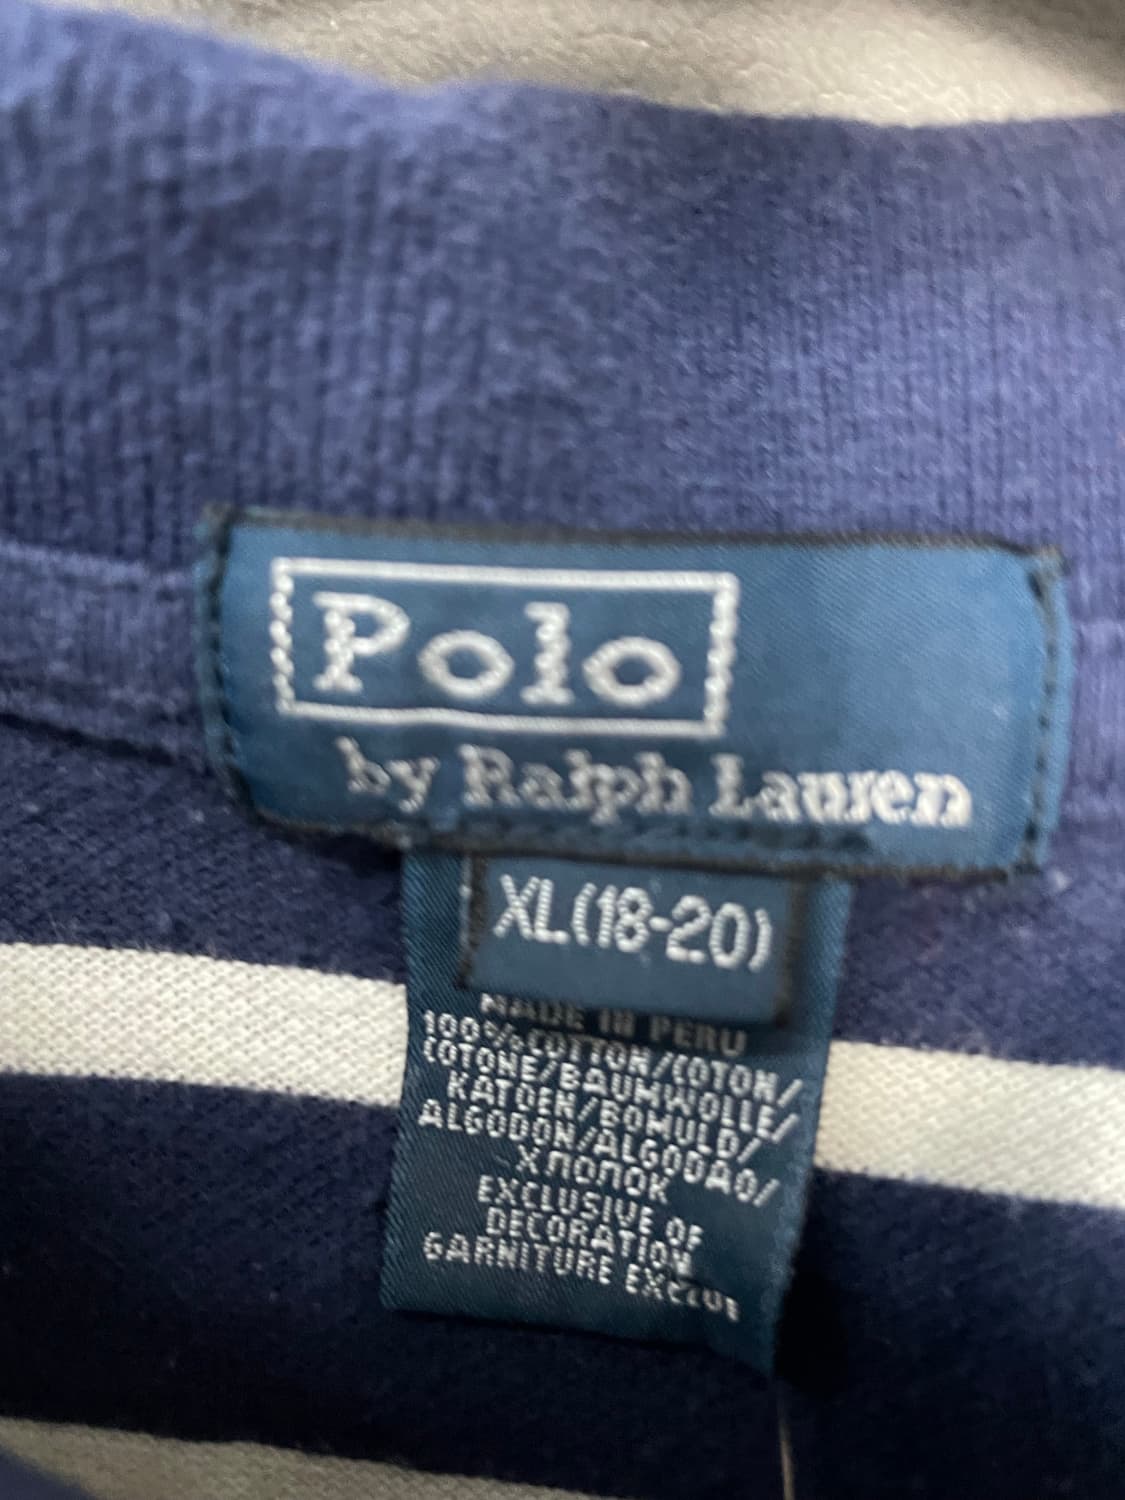 Polo
by Ralph Lauren
XL(18-20)
MADE IN PERU
100%COTTON/COTON/
COTONE/BAUMWOLLE/
KATOEN/BOMULD/
ALGODON/ALGODAO/
ХЛОПОК
EXCLUSIVE OF
DECORATION
GARNITURE EXCLUE